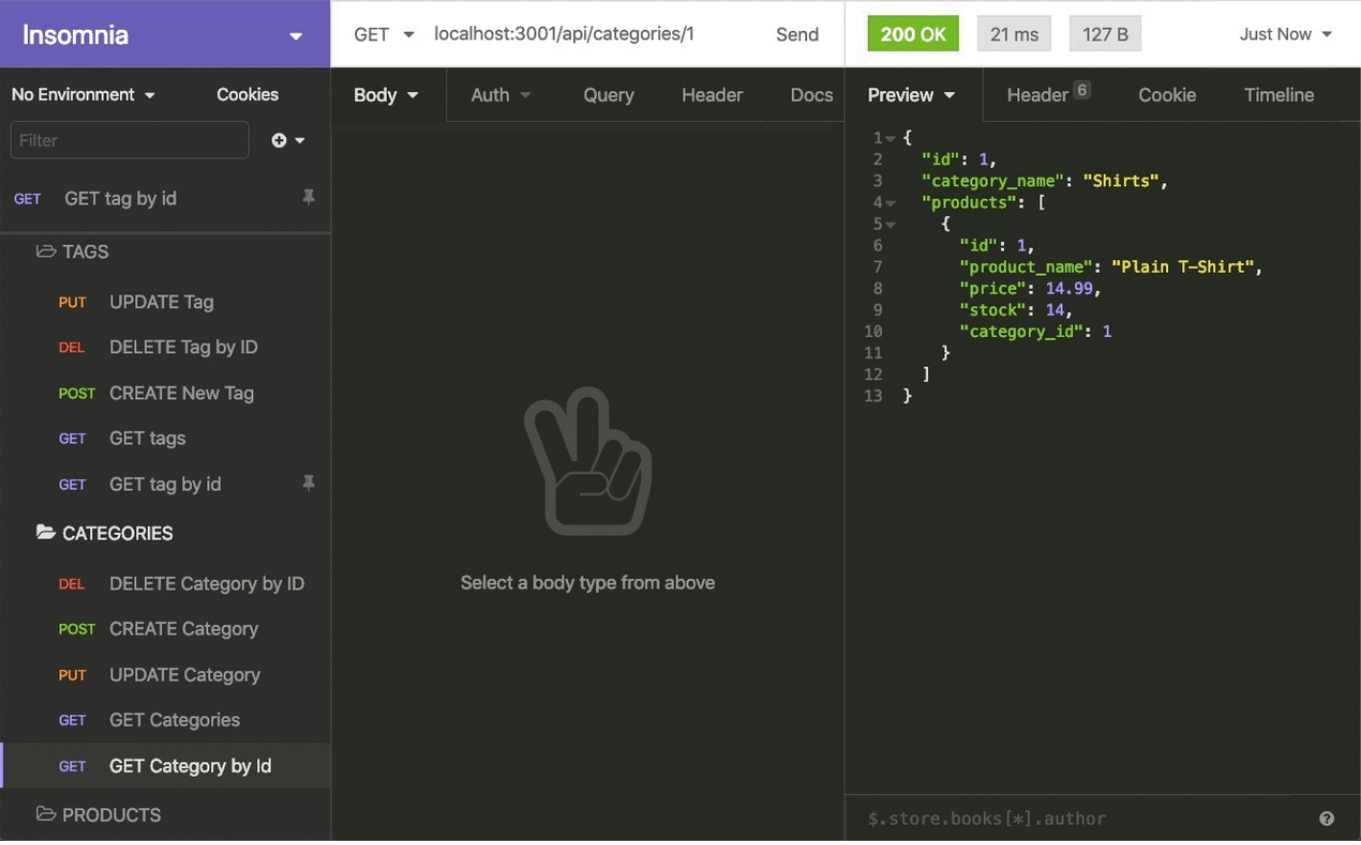 Insomnia
GET localhost:3001/api/categories/1 Send
200 OK 21 ms 127 B Just Now
No Environment Cookies
Body Auth Query Header Docs
Preview Header 6 Cookie Timeline
Filter
GET GET tag by id
TAGS
PUT UPDATE Tag
DEL DELETE Tag by ID
POST CREATE New Tag
GET GET tags
GET GET tag by id
CATEGORIES
DEL DELETE Category by ID
POST CREATE Category
PUT UPDATE Category
GET GET Categories
GET GET Category by Id
PRODUCTS
Select a body type from above
1 {
2 "id": 1,
3 "category_name": "Shirts",
4 "products": [
5 {
6 "id": 1,
7 "product_name": "Plain T-Shirt",
8 "price": 14.99,
9 "stock": 14,
10 "category_id": 1
11 }
12 ]
13 }
$.store.books[*].author ?